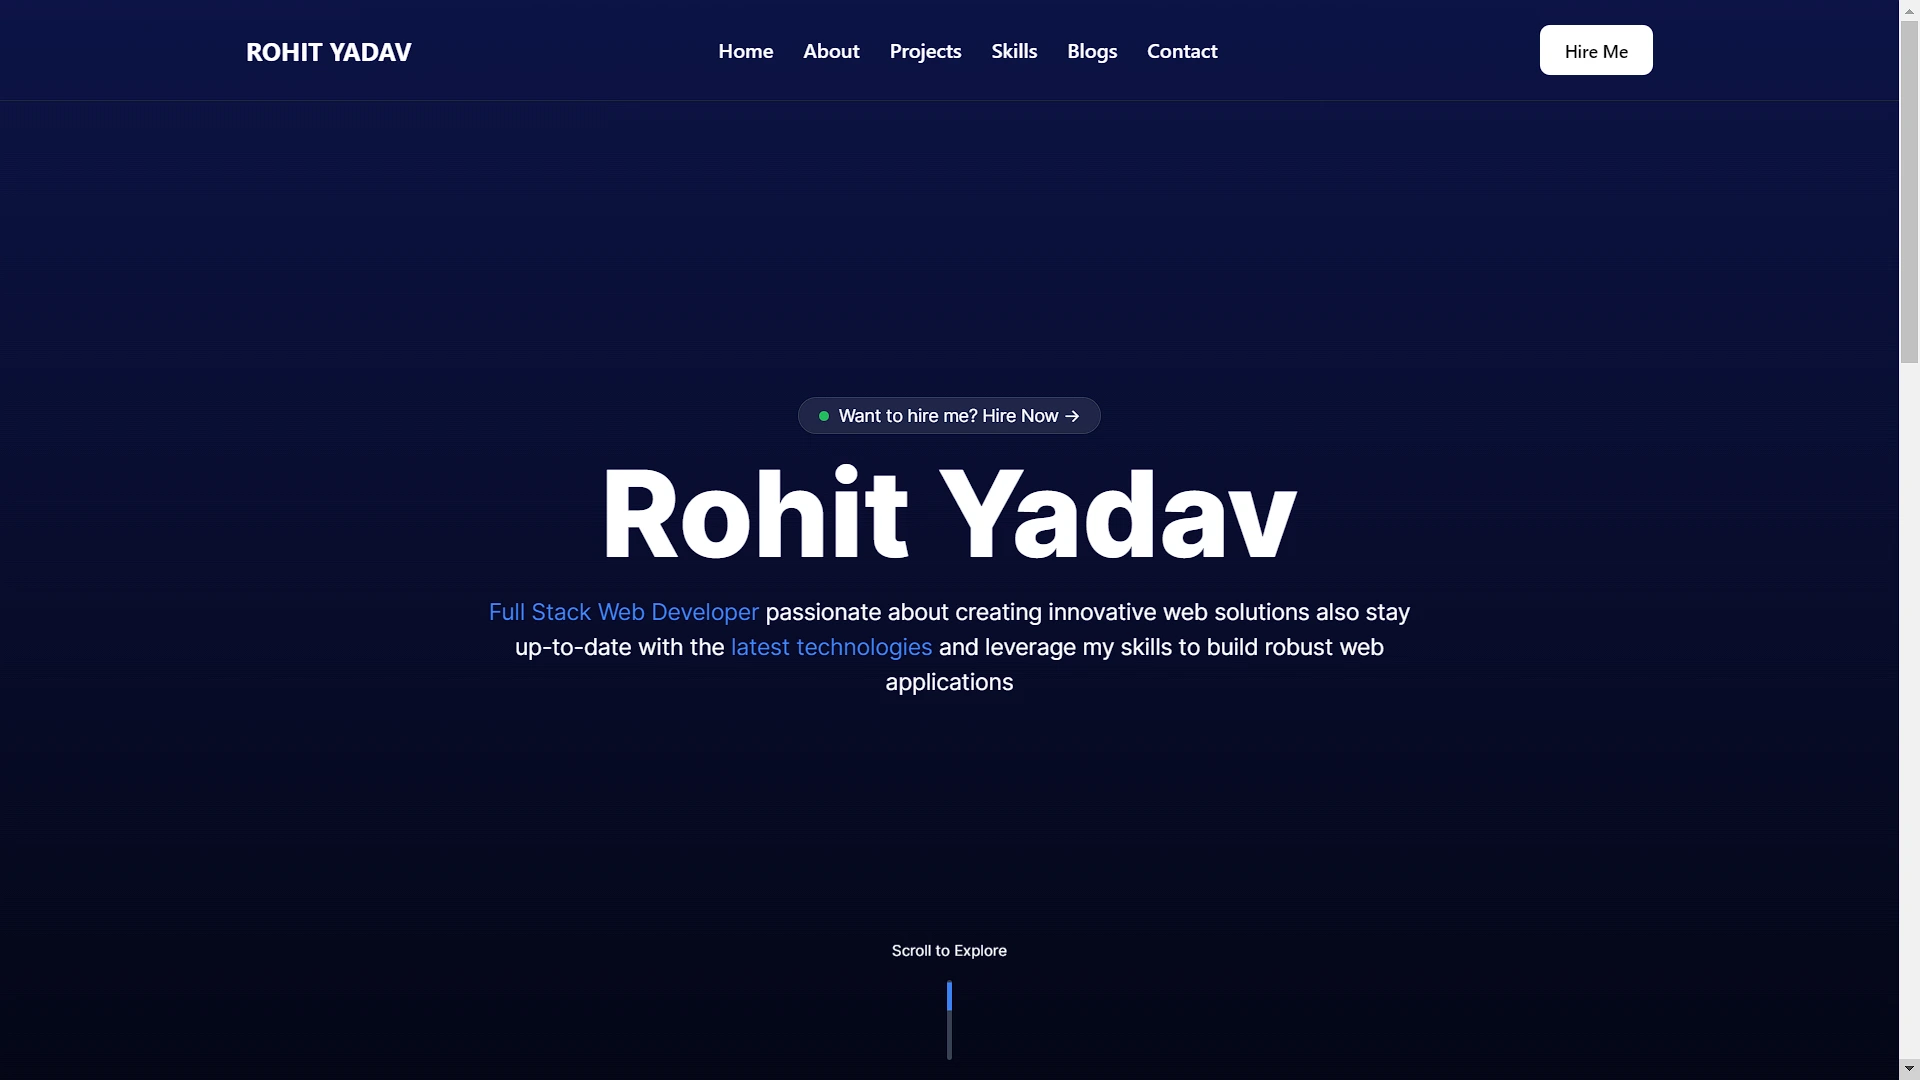 ROHIT YADAV
Home About Projects Skills Blogs Contact
Hire Me
Want to hire me? Hire Now →
Rohit Yadav
Full Stack Web Developer passionate about creating innovative web solutions also stay
up-to-date with the latest technologies and leverage my skills to build robust web
applications
Scroll to Explore